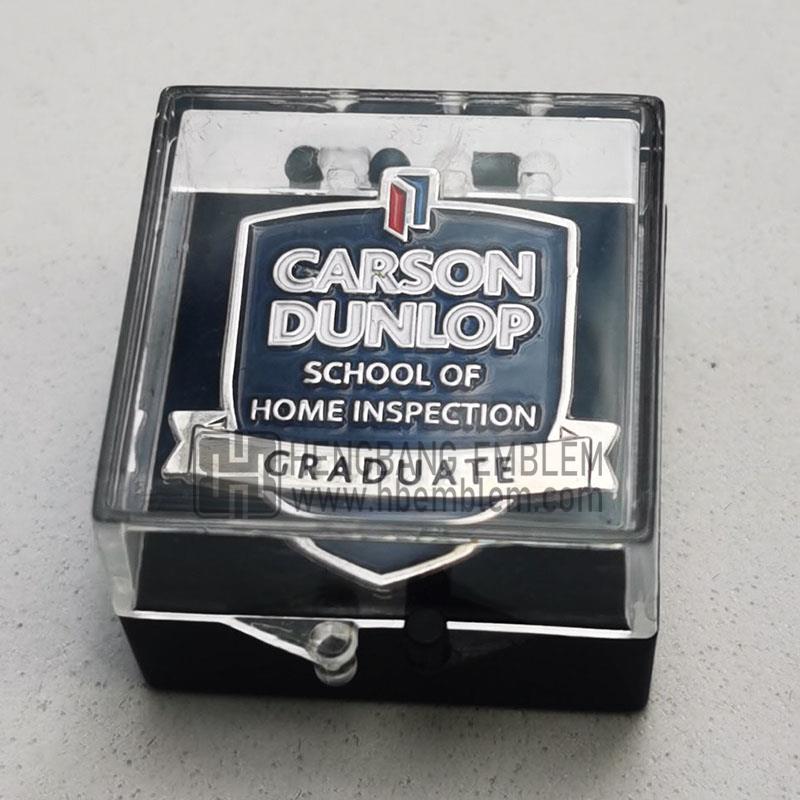 CARSON
DUNLOP
SCHOOL OF
HOME INSPECTION
GRADUATE
HENGBANG EMBLEM
www.hbemblem.com